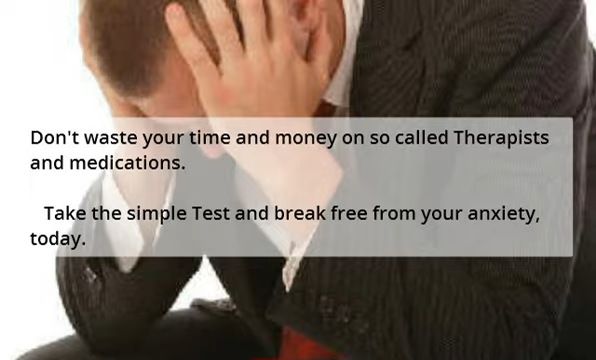 Don't waste your time and money on so called Therapists
and medications.
Take the simple Test and break free from your anxiety,
today.